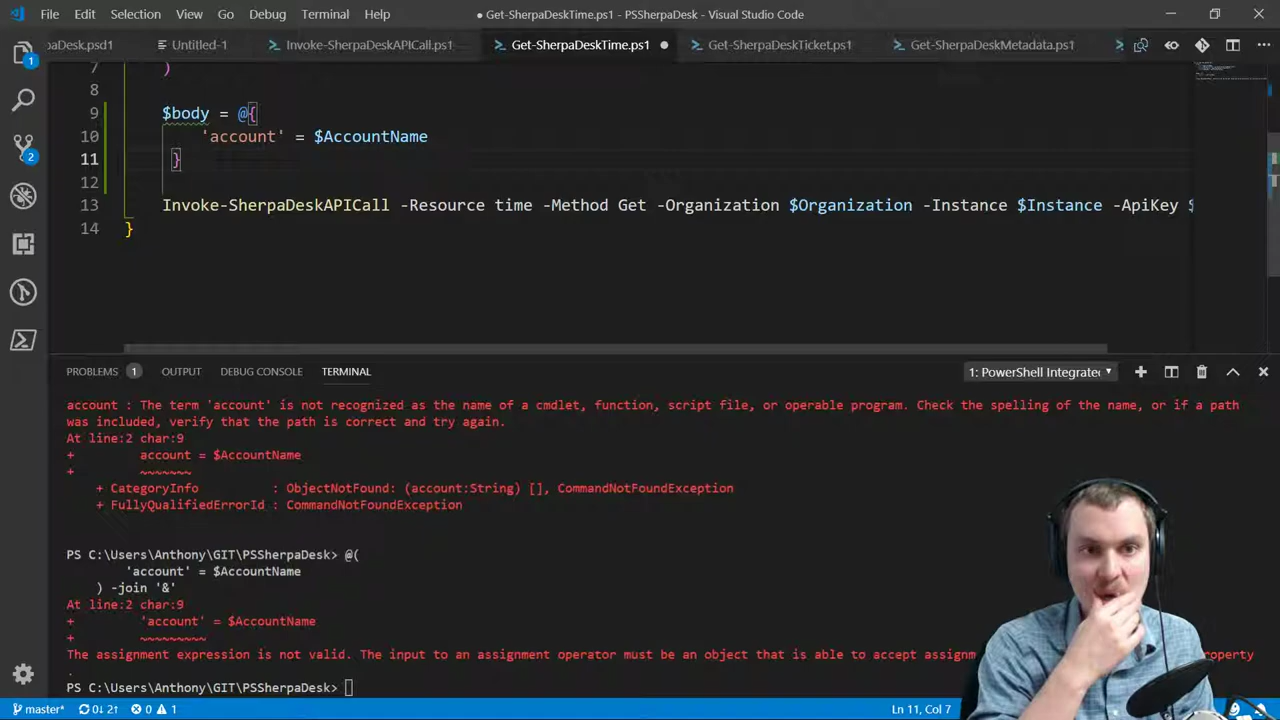 File Edit Selection View Go Debug Terminal Help
● Get-SherpaDeskTime.ps1 - PSSherpaDesk - Visual Studio Code
paDesk.psd1 Untitled-1 Invoke-SherpaDeskAPICall.ps1 Get-SherpaDeskTime.ps1 ● Get-SherpaDeskTicket.ps1 Get-SherpaDeskMetadata.ps1
7 )
8
9 $body = @{
10 'account' = $AccountName
11 }
12
13 Invoke-SherpaDeskAPICall -Resource time -Method Get -Organization $Organization -Instance $Instance -ApiKey $
14 }
1
2
PROBLEMS 1 OUTPUT DEBUG CONSOLE TERMINAL 1: PowerShell Integrated
account : The term 'account' is not recognized as the name of a cmdlet, function, script file, or operable program. Check the spelling of the name, or if a path
was included, verify that the path is correct and try again.
At line:2 char:9
+ account = $AccountName
+ ~~~~~~~
+ CategoryInfo : ObjectNotFound: (account:String) [], CommandNotFoundException
+ FullyQualifiedErrorId : CommandNotFoundException
PS C:\Users\Anthony\GIT\PSSherpaDesk> @(
'account' = $AccountName
) -join '&'
At line:2 char:9
+ 'account' = $AccountName
+ ~~~~~~~~~
The assignment expression is not valid. The input to an assignment operator must be an object that is able to accept assignm property
.
PS C:\Users\Anthony\GIT\PSSherpaDesk>
master* 0↓ 2↑ 0 1 Ln 11, Col 7